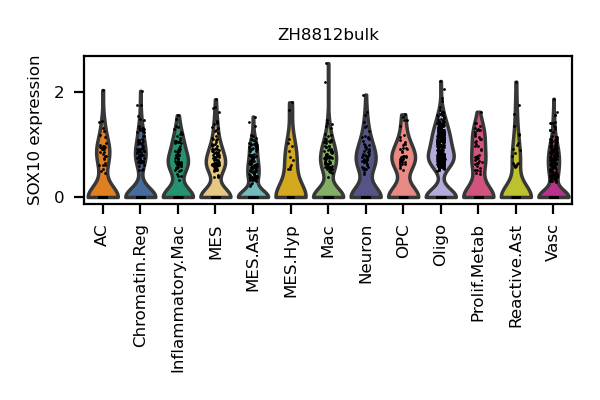 ZH8812bulk
SOX10 expression
2
0
AC
Chromatin.Reg
Inflammatory.Mac
MES
MES.Ast
MES.Hyp
Mac
Neuron
OPC
Oligo
Prolif.Metab
Reactive.Ast
Vasc